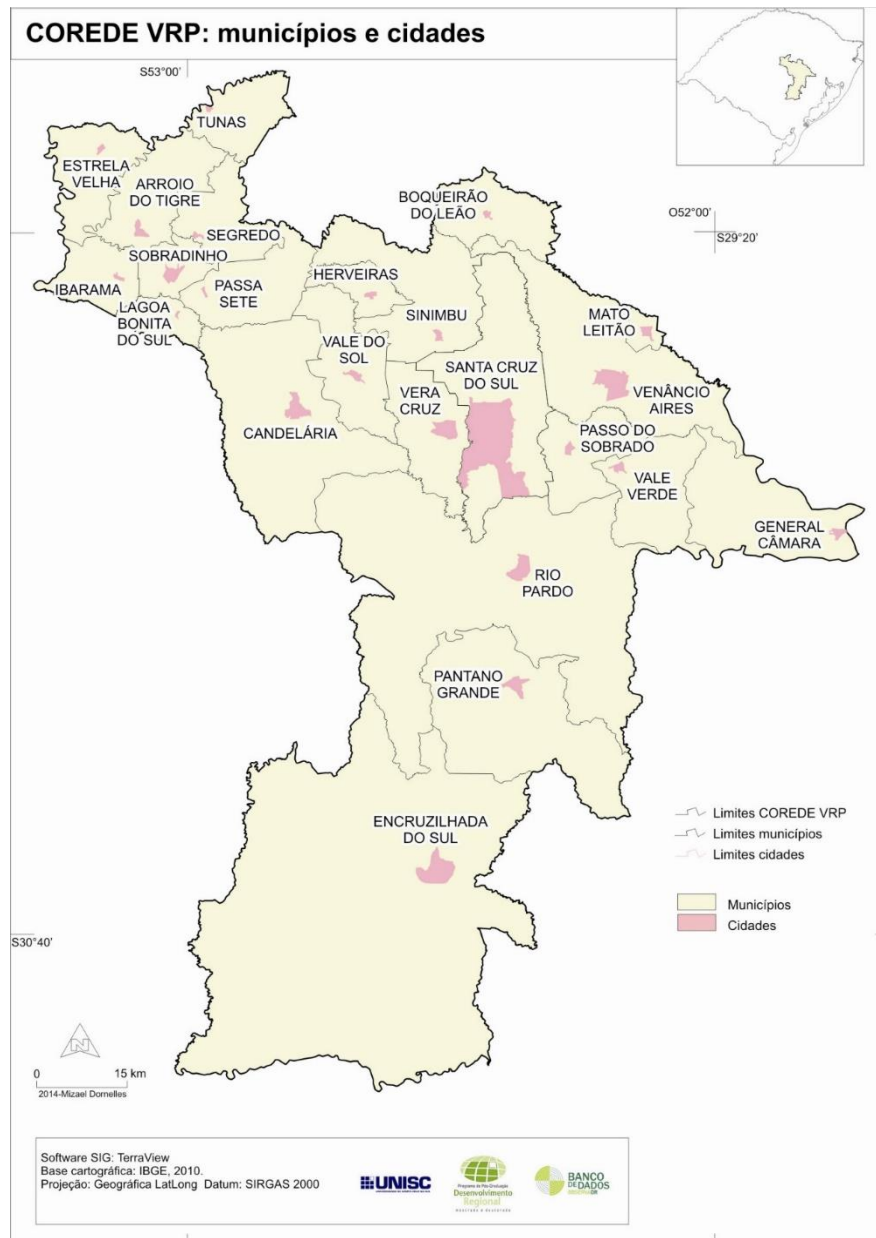 COREDE VRP: municípios e cidades
S53°00'
TUNAS
ESTRELA
VELHA
ARROIO
DO TIGRE
BOQUEIRÃO
DO LEÃO
O52°00'
S29°20'
SEGREDO
SOBRADINHO
IBARAMA
PASSA
SETE
HERVEIRAS
LAGOA
BONITA
DO SUL
SINIMBU
MATO
LEITÃO
VALE DO
SOL
SANTA CRUZ
DO SUL
VERA
CRUZ
VENÂNCIO
AIRES
CANDELÁRIA
PASSO DO
SOBRADO
VALE
VERDE
GENERAL
CÂMARA
RIO
PARDO
PANTANO
GRANDE
ENCRUZILHADA
DO SUL
Limites COREDE VRP
Limites municípios
Limites cidades
Municípios
Cidades
S30°40'
N
0 15 km
2014-Mizael Dornelles
Software SIG: TerraView
Base cartográfica: IBGE, 2010.
Projeção: Geográfica LatLong Datum: SIRGAS 2000
UNISC
Programa de Pós-Graduação
Desenvolvimento
Regional
BANCO
DE DADOS